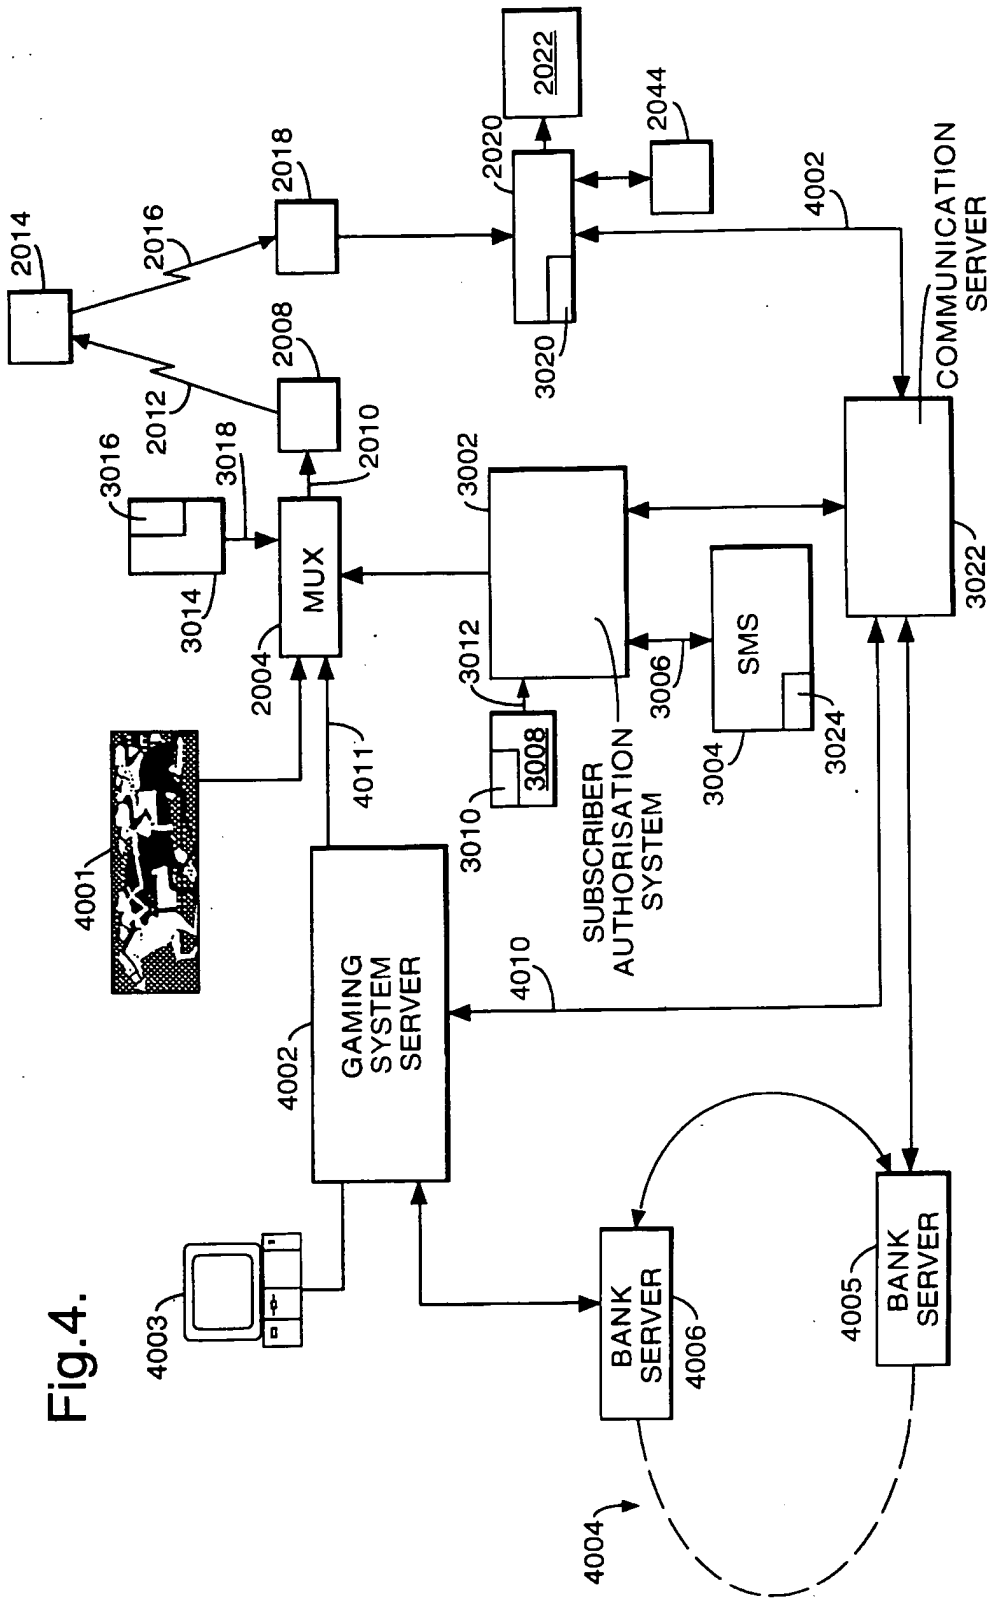 Fig.4.
4003
4001
4002
GAMING
SYSTEM
SERVER
4011
4010
2004
MUX
3014
3016
3018
2010
2008
2012
2014
2016
2018
2020
2022
2044
3020
4002
3002
3010
3008
3012
SUBSCRIBER
AUTHORISATION
SYSTEM
3006
SMS
3004
3024
3022
COMMUNICATION
SERVER
BANK
SERVER
4006
BANK
SERVER
4005
4004